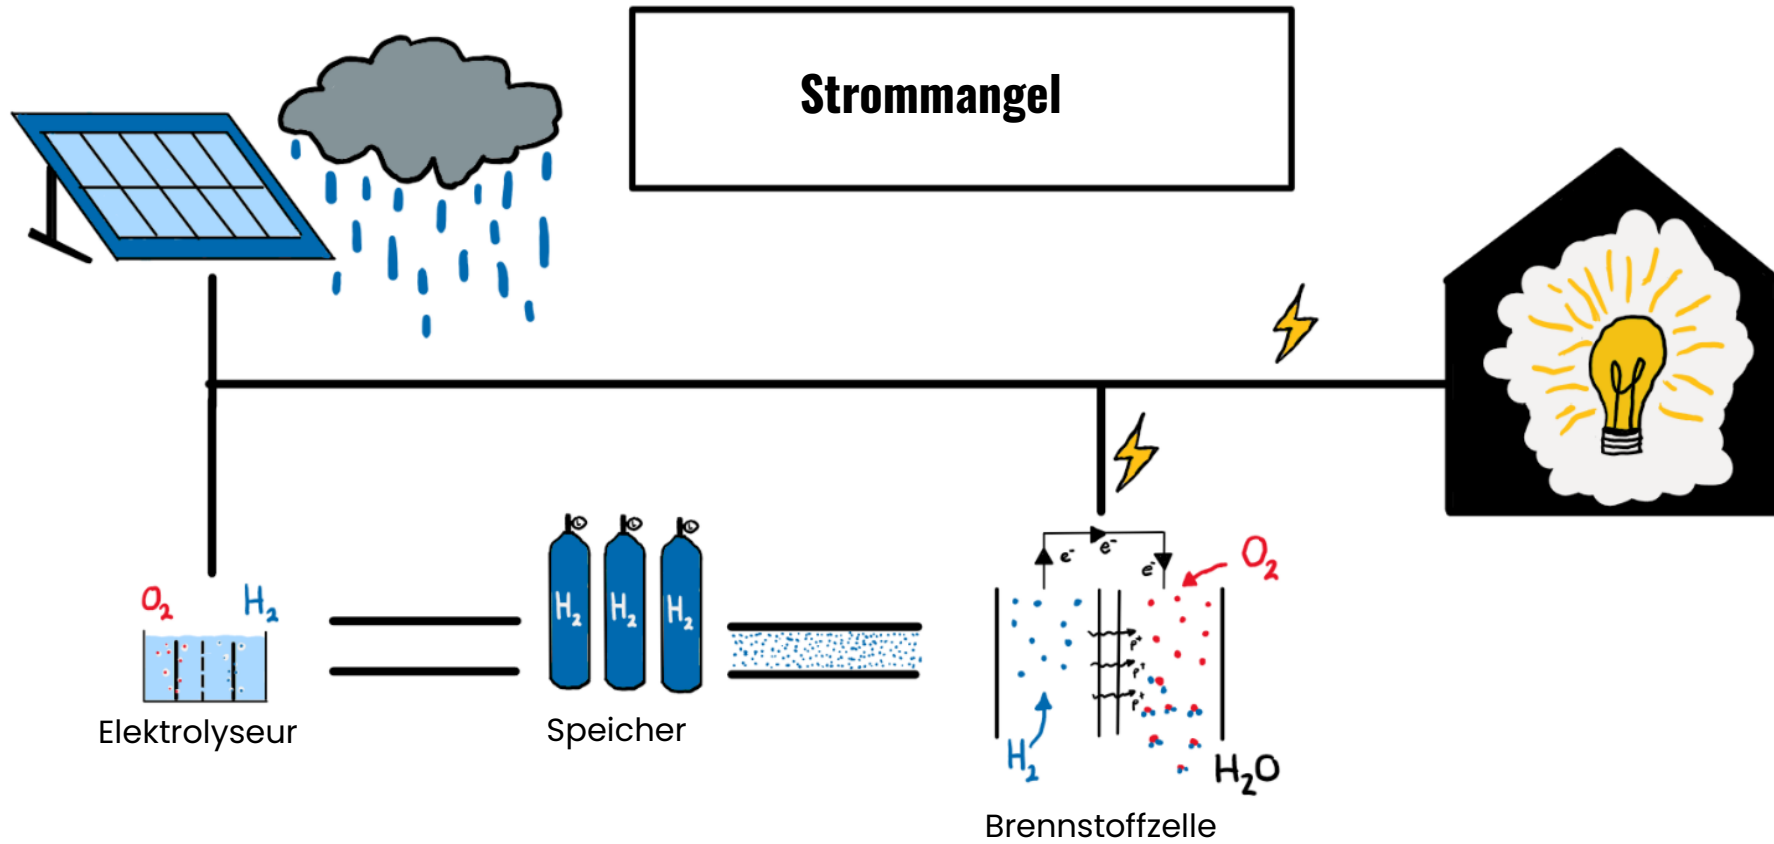 Strommangel
e⁻
e⁻
e⁻
O₂
O₂
H₂
H₂
H₂
H₂
p⁺
p⁺
p⁺
Elektrolyseur
Speicher
H₂
H₂O
Brennstoffzelle